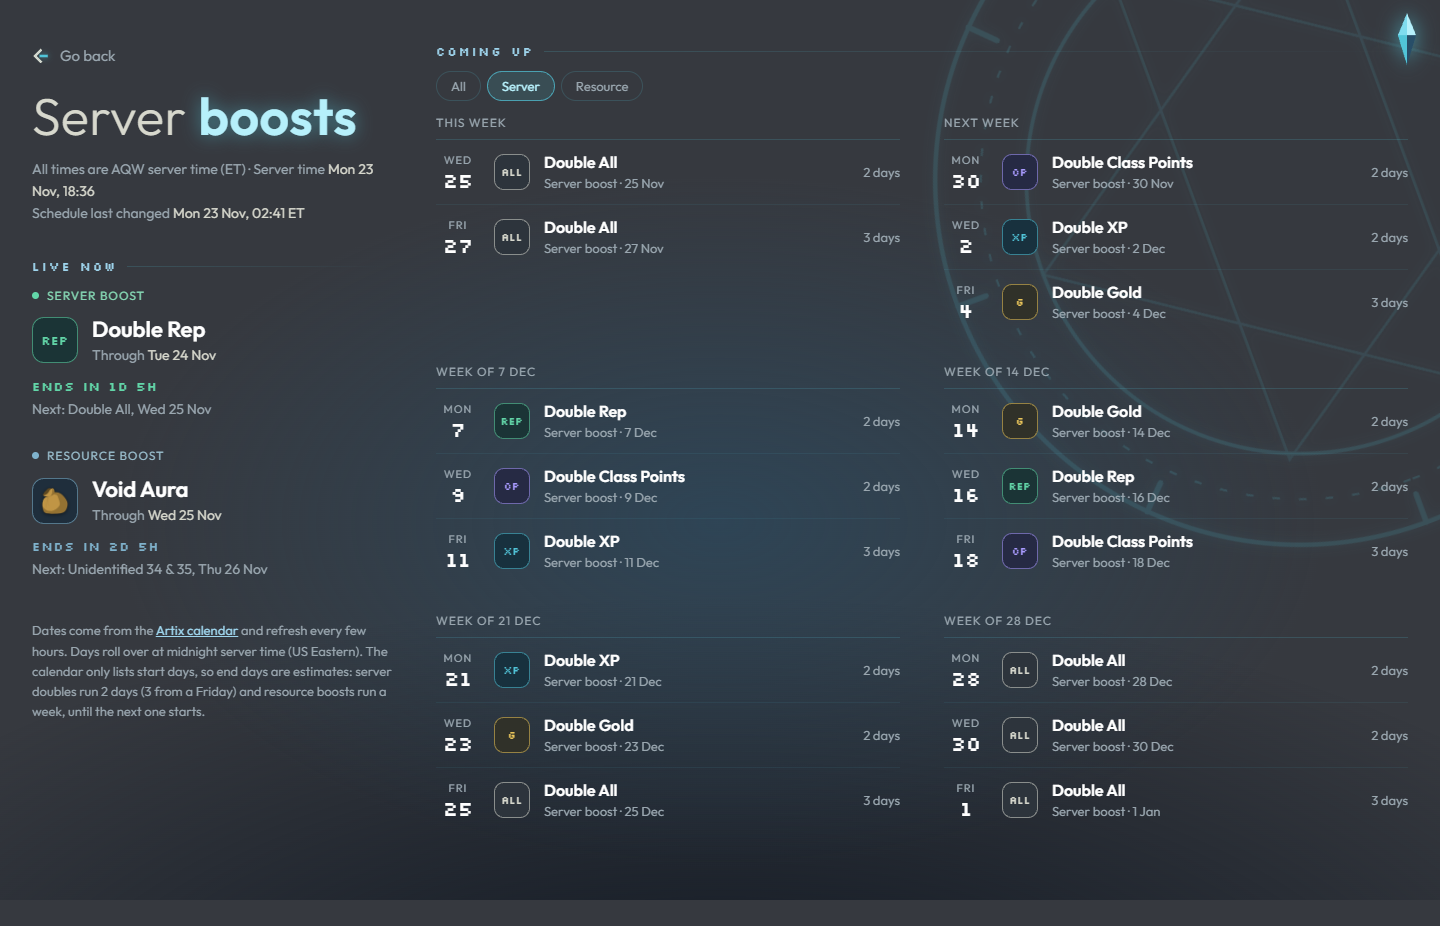 Go back
Server boosts
All times are AQW server time (ET) · Server time Mon 23
Nov, 18:36
Schedule last changed Mon 23 Nov, 02:41 ET
LIVE NOW
SERVER BOOST
REP
Double Rep
Through Tue 24 Nov
ENDS IN 1D 5H
Next: Double All, Wed 25 Nov
RESOURCE BOOST
Void Aura
Through Wed 25 Nov
ENDS IN 2D 5H
Next: Unidentified 34 & 35, Thu 26 Nov
Dates come from the Artix calendar and refresh every few
hours. Days roll over at midnight server time (US Eastern). The
calendar only lists start days, so end days are estimates: server
doubles run 2 days (3 from a Friday) and resource boosts run a
week, until the next one starts.
COMING UP
All Server Resource
THIS WEEK
WED
25
ALL
Double All
Server boost · 25 Nov
2 days
FRI
27
ALL
Double All
Server boost · 27 Nov
3 days
NEXT WEEK
MON
30
CP
Double Class Points
Server boost · 30 Nov
2 days
WED
2
XP
Double XP
Server boost · 2 Dec
2 days
FRI
4
G
Double Gold
Server boost · 4 Dec
3 days
WEEK OF 7 DEC
MON
7
REP
Double Rep
Server boost · 7 Dec
2 days
WED
9
CP
Double Class Points
Server boost · 9 Dec
2 days
FRI
11
XP
Double XP
Server boost · 11 Dec
3 days
WEEK OF 14 DEC
MON
14
G
Double Gold
Server boost · 14 Dec
2 days
WED
16
REP
Double Rep
Server boost · 16 Dec
2 days
FRI
18
CP
Double Class Points
Server boost · 18 Dec
3 days
WEEK OF 21 DEC
MON
21
XP
Double XP
Server boost · 21 Dec
2 days
WED
23
G
Double Gold
Server boost · 23 Dec
2 days
FRI
25
ALL
Double All
Server boost · 25 Dec
3 days
WEEK OF 28 DEC
MON
28
ALL
Double All
Server boost · 28 Dec
2 days
WED
30
ALL
Double All
Server boost · 30 Dec
2 days
FRI
1
ALL
Double All
Server boost · 1 Jan
3 days